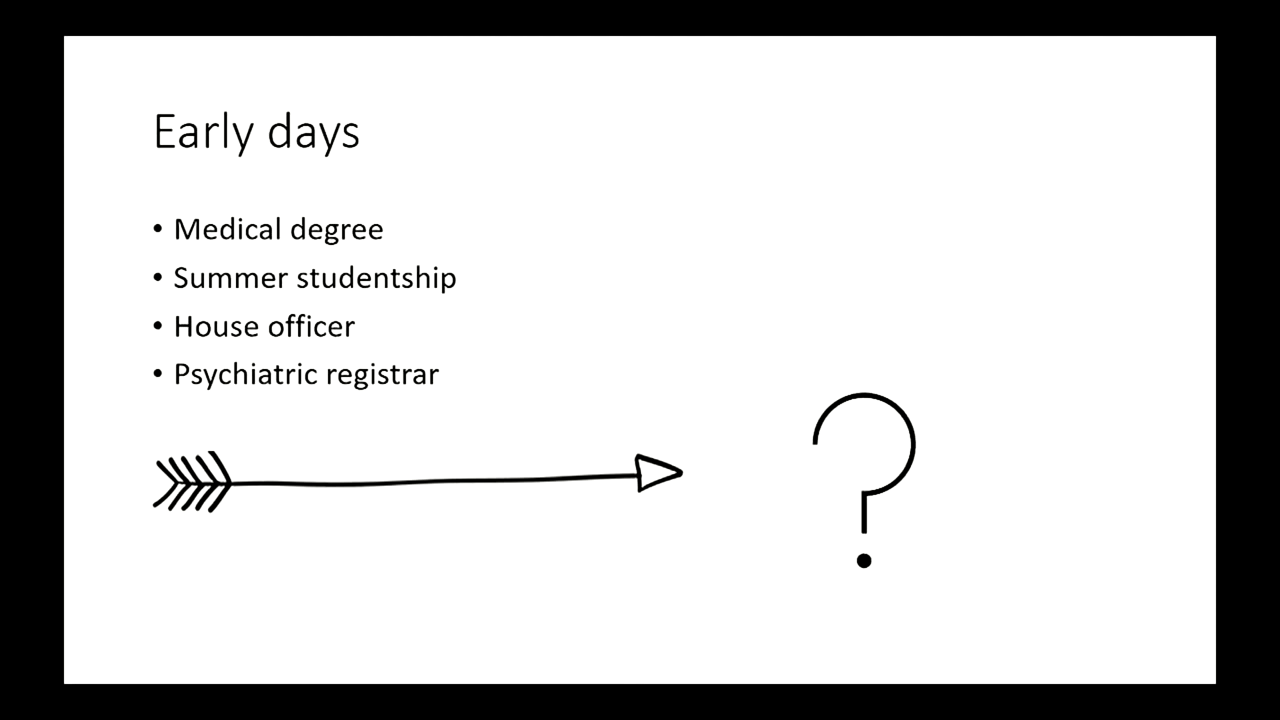 Early days
• Medical degree
• Summer studentship
• House officer
• Psychiatric registrar
?